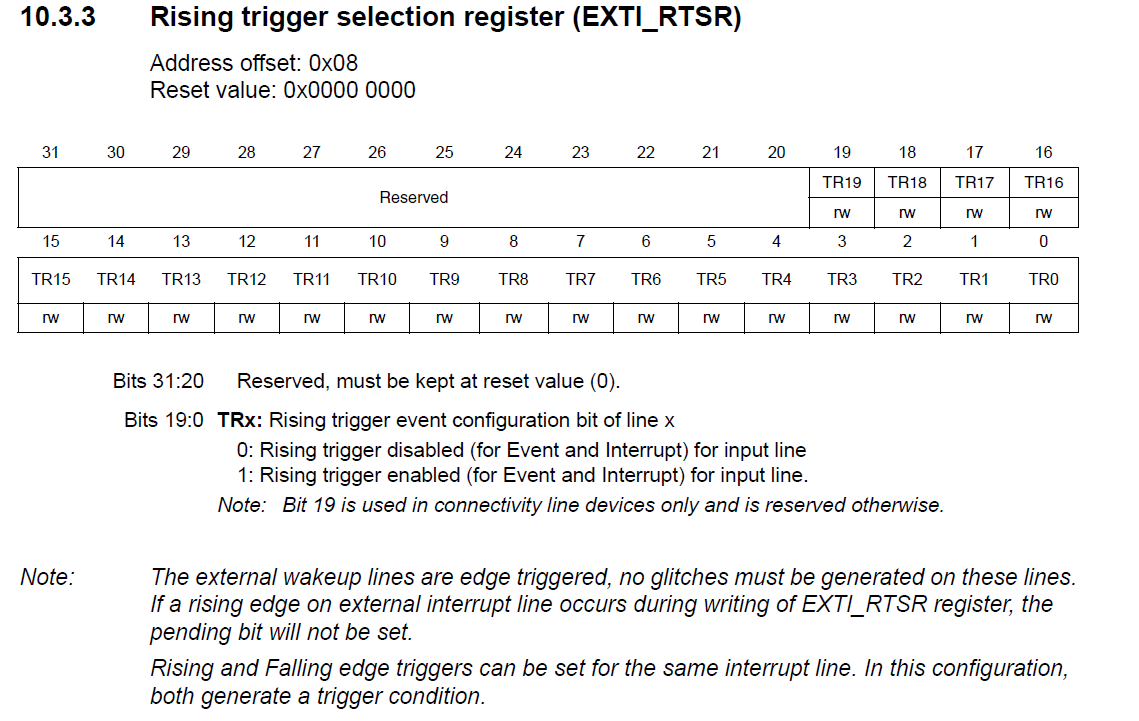 10.3.3 Rising trigger selection register (EXTI_RTSR)
Address offset: 0x08
Reset value: 0x0000 0000
31 30 29 28 27 26 25 24 23 22 21 20 19 18 17 16
Reserved TR19 TR18 TR17 TR16
rw rw rw rw
15 14 13 12 11 10 9 8 7 6 5 4 3 2 1 0
TR15 TR14 TR13 TR12 TR11 TR10 TR9 TR8 TR7 TR6 TR5 TR4 TR3 TR2 TR1 TR0
rw rw rw rw rw rw rw rw rw rw rw rw rw rw rw rw
Bits 31:20 Reserved, must be kept at reset value (0).
Bits 19:0 TRx: Rising trigger event configuration bit of line x
0: Rising trigger disabled (for Event and Interrupt) for input line
1: Rising trigger enabled (for Event and Interrupt) for input line.
Note: Bit 19 is used in connectivity line devices only and is reserved otherwise.
Note: The external wakeup lines are edge triggered, no glitches must be generated on these lines.
If a rising edge on external interrupt line occurs during writing of EXTI_RTSR register, the
pending bit will not be set.
Rising and Falling edge triggers can be set for the same interrupt line. In this configuration,
both generate a trigger condition.